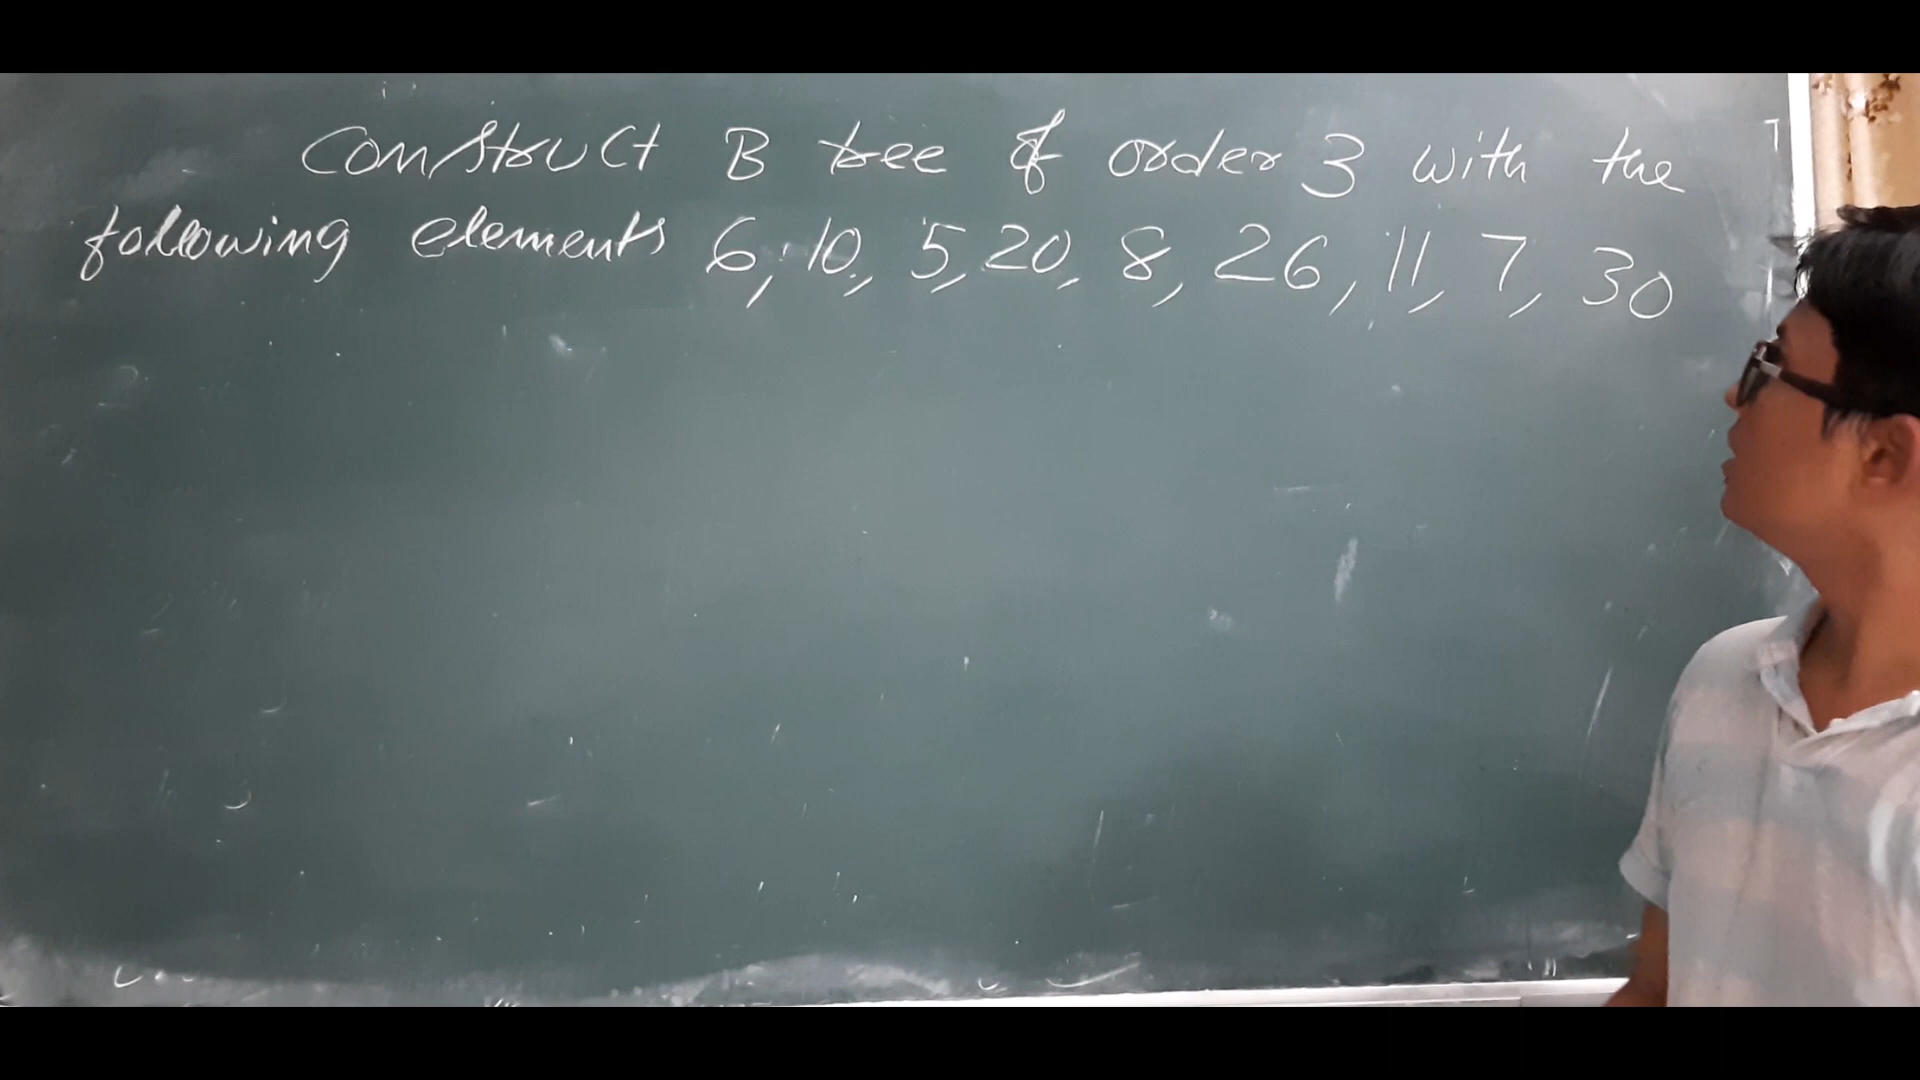 Construct B tree of order 3 with the
following elements 6, 10, 5, 20, 8, 26, 11, 7, 30